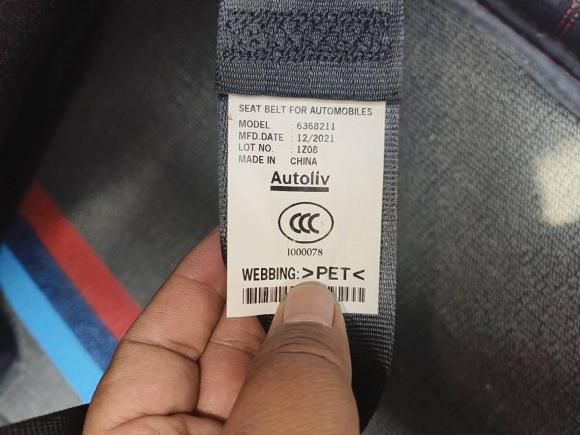 SEAT BELT FOR AUTOMOBILES
MODEL : 6368211
MFD.DATE : 12/2021
LOT NO. : 1Z08
MADE IN CHINA
Autoliv
CCC
1000078
WEBBING: >PET<